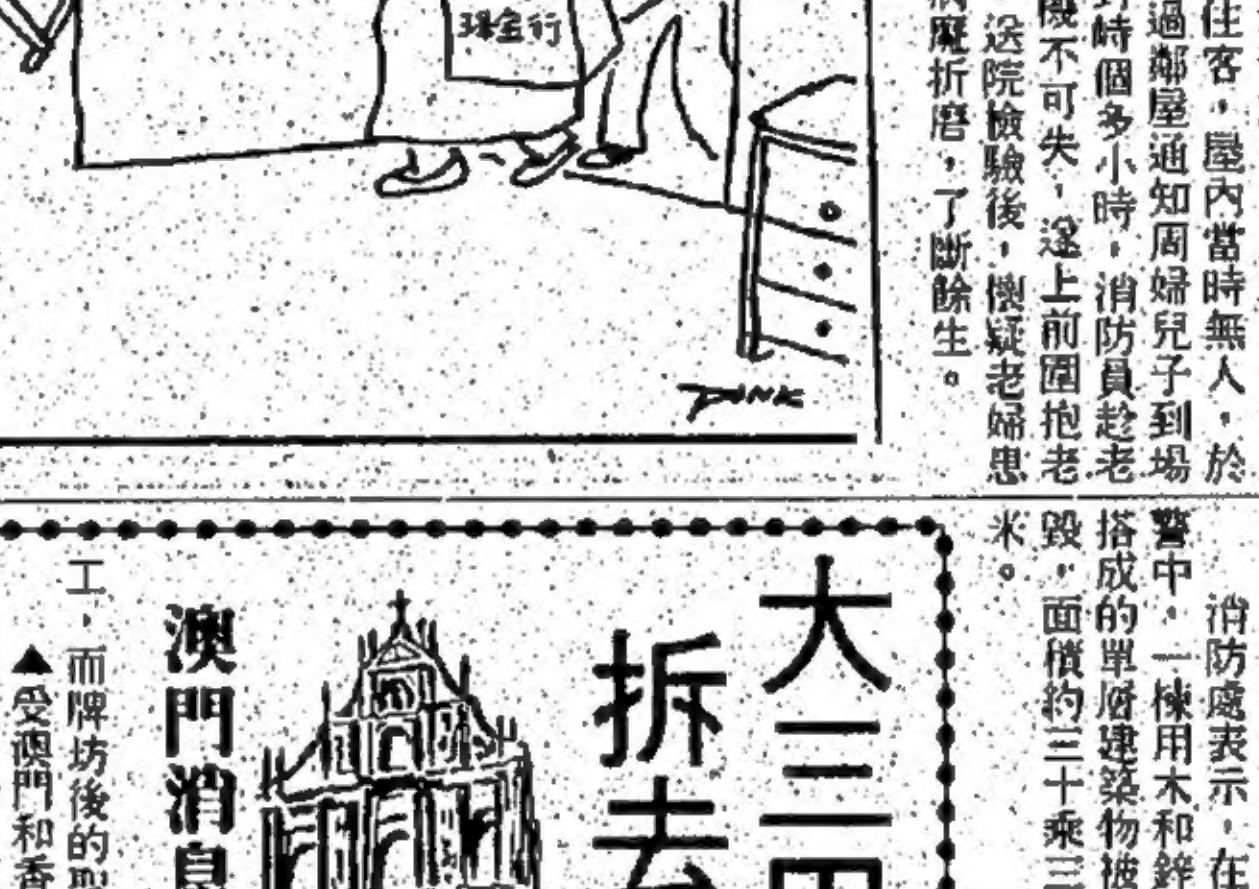 珠金行
PINK
住客，屋內當時無人，於
過鄰屋通知周婦兒子到場
時個多小時，消防員趁老
不可失，途上前圍抱老
送院檢驗後，懷疑老婦患
病魔折磨，了斷餘生。
消防處表示，在
警中，一棟用木和鋅
搭成的單層建築物被
毀，面積約三十乘三
米。
大三
拆去
澳門消息
工，而牌坊後的
▲受澳門和香